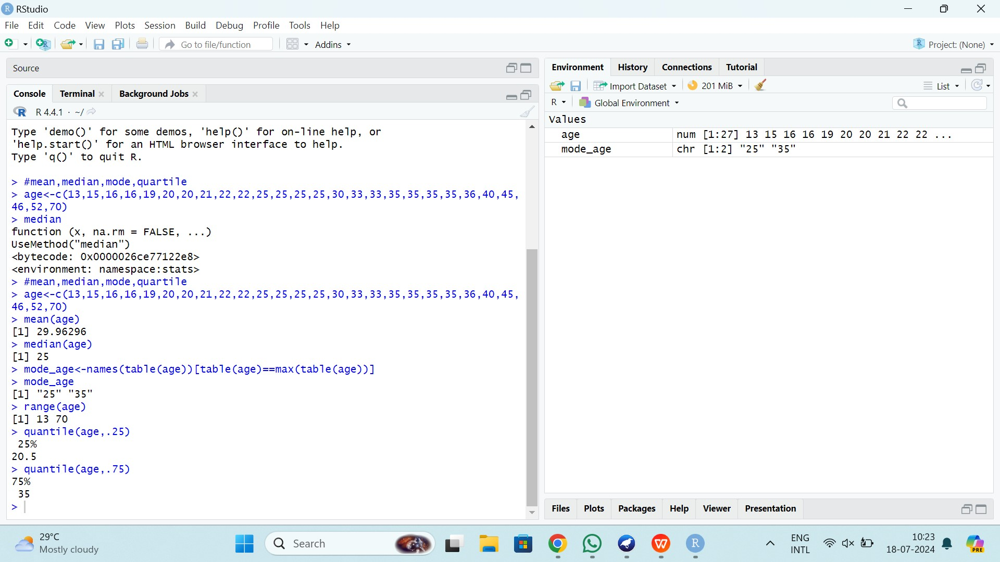 RStudio
File Edit Code View Plots Session Build Debug Profile Tools Help
Go to file/function Addins Project: (None)
Source
Console Terminal Background Jobs
R 4.4.1 · ~/
Type 'demo()' for some demos, 'help()' for on-line help, or
'help.start()' for an HTML browser interface to help.
Type 'q()' to quit R.
> #mean,median,mode,quartile
> age<-c(13,15,16,16,19,20,20,21,22,22,25,25,25,25,30,33,33,35,35,35,35,36,40,45,
46,52,70)
> median
function (x, na.rm = FALSE, ...)
UseMethod("median")
<bytecode: 0x0000026ce77122e8>
<environment: namespace:stats>
> #mean,median,mode,quartile
> age<-c(13,15,16,16,19,20,20,21,22,22,25,25,25,25,30,33,33,35,35,35,35,36,40,45,
46,52,70)
> mean(age)
[1] 29.96296
> median(age)
[1] 25
> mode_age<-names(table(age))[table(age)==max(table(age))]
> mode_age
[1] "25" "35"
> range(age)
[1] 13 70
> quantile(age,.25)
25%
20.5
> quantile(age,.75)
75%
35
>
Environment History Connections Tutorial
Import Dataset 201 MiB List
R Global Environment
Values
age num [1:27] 13 15 16 16 19 20 20 21 22 22 ...
mode_age chr [1:2] "25" "35"
Files Plots Packages Help Viewer Presentation
29°C
Mostly cloudy
Search
ENG
INTL
10:23
18-07-2024
PRE